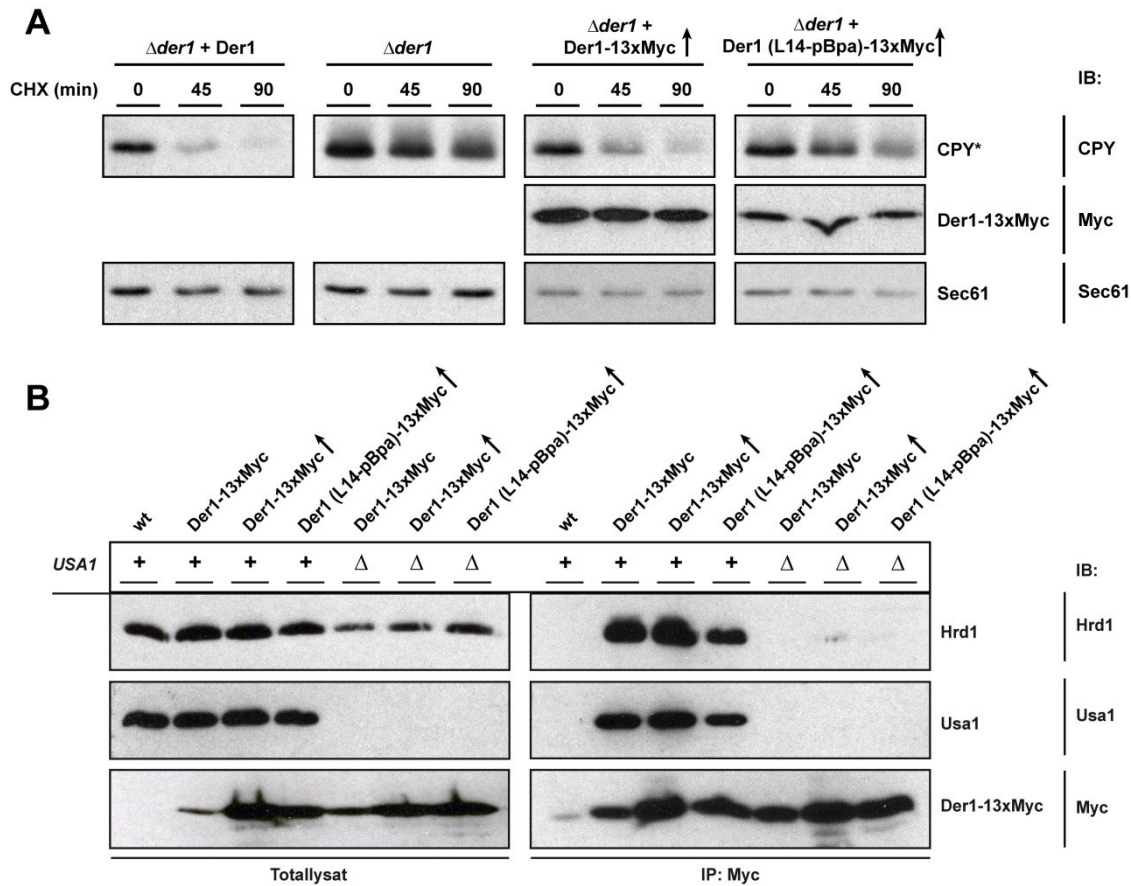 A
Δder1 + Der1
Δder1
Δder1 +
Der1-13xMyc ↑
Δder1 +
Der1 (L14-pBpa)-13xMyc ↑
CHX (min) 0 45 90 0 45 90 0 45 90 0 45 90 IB:
CPY* CPY
Der1-13xMyc Myc
Sec61 Sec61
B
wt
Der1-13xMyc
Der1-13xMyc ↑
Der1 (L14-pBpa)-13xMyc ↑
Der1-13xMyc
Der1-13xMyc ↑
Der1 (L14-pBpa)-13xMyc ↑
wt
Der1-13xMyc
Der1-13xMyc ↑
Der1 (L14-pBpa)-13xMyc ↑
Der1-13xMyc
Der1-13xMyc ↑
Der1 (L14-pBpa)-13xMyc ↑
USA1 + + + + Δ Δ Δ + + + + Δ Δ Δ IB:
Hrd1 Hrd1
Usa1 Usa1
Der1-13xMyc Myc
Totallysat IP: Myc